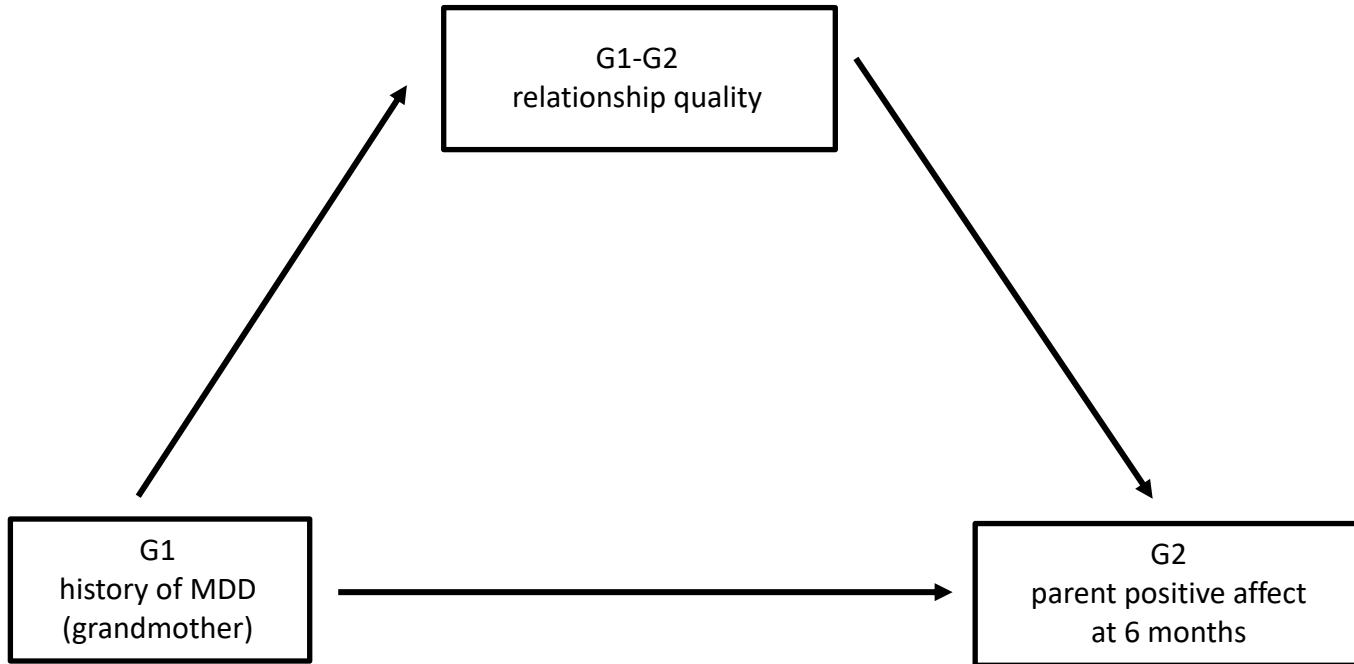 G1-G2
relationship quality
G1
history of MDD
(grandmother)
G2
parent positive affect
at 6 months